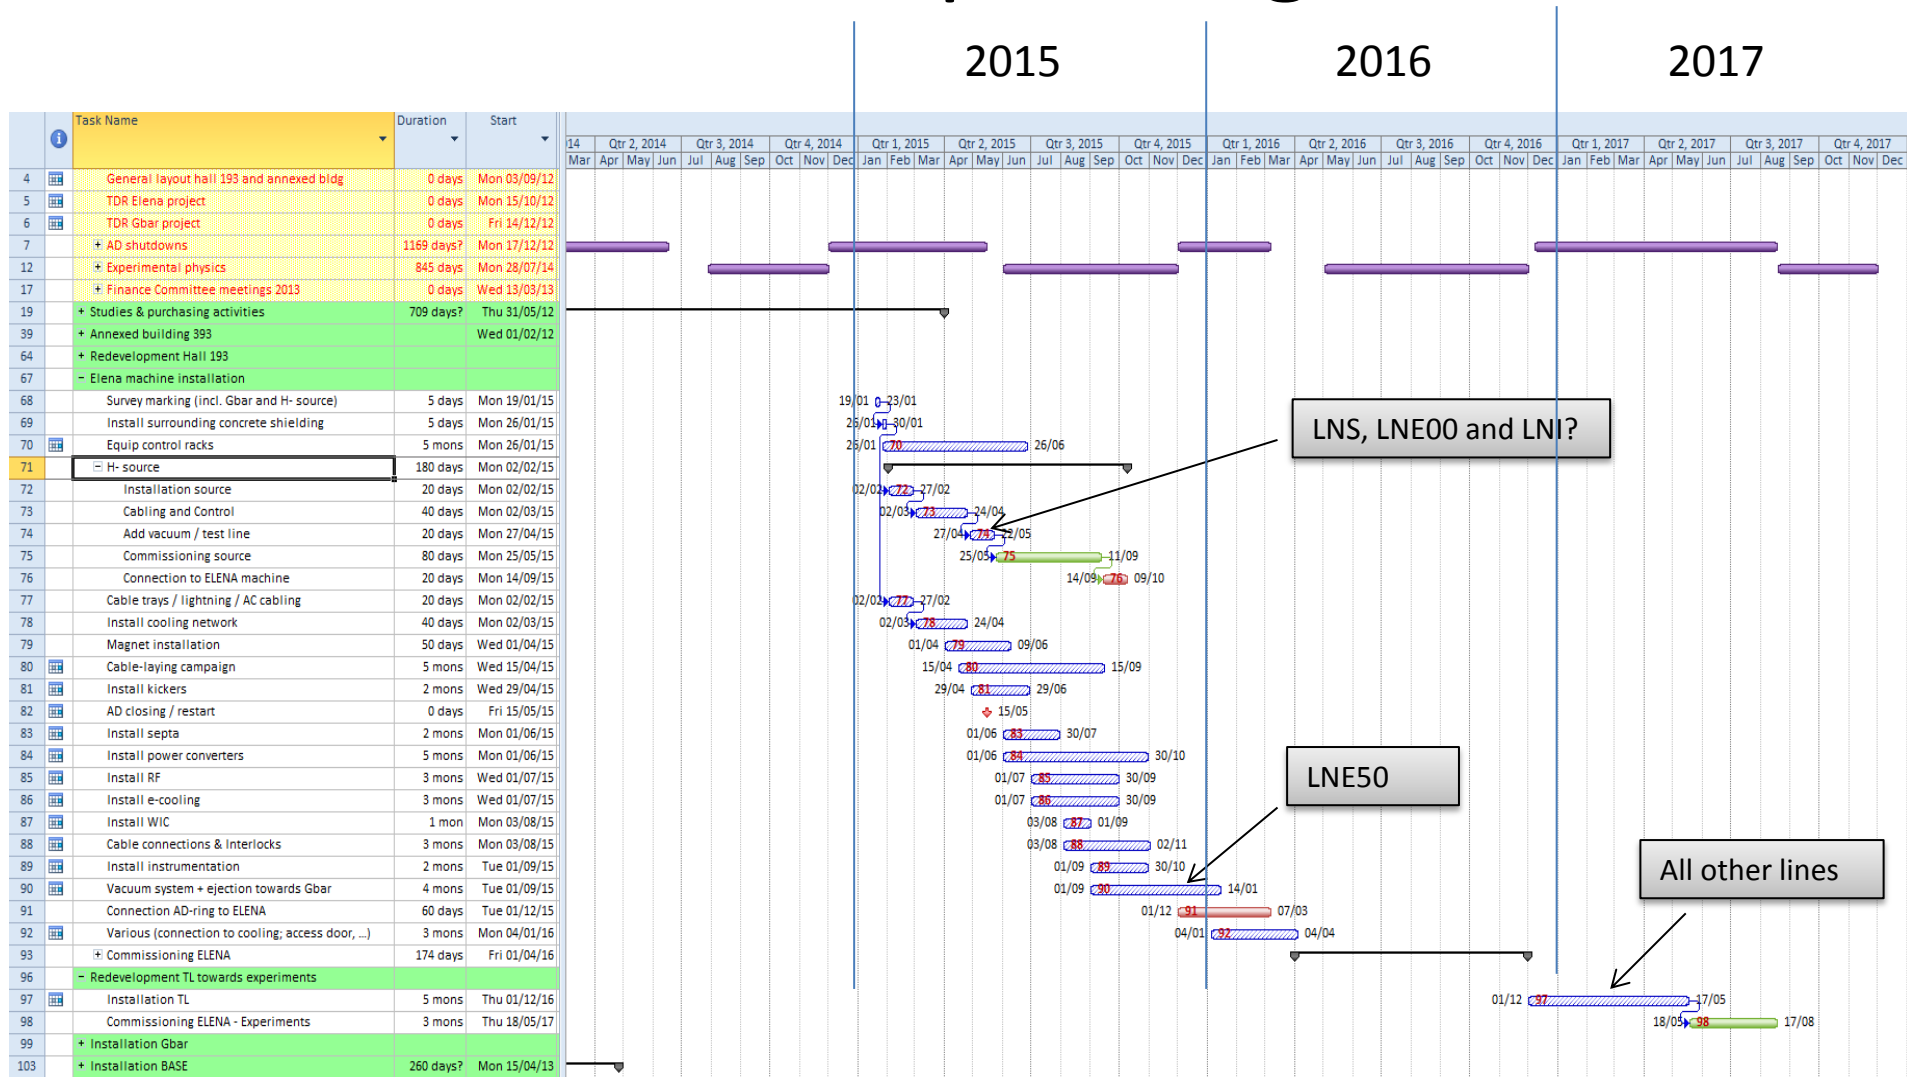 2015 2016 2017
Task Name Duration Start
14 Qtr 2, 2014 Qtr 3, 2014 Qtr 4, 2014 Qtr 1, 2015 Qtr 2, 2015 Qtr 3, 2015 Qtr 4, 2015 Qtr 1, 2016 Qtr 2, 2016 Qtr 3, 2016 Qtr 4, 2016 Qtr 1, 2017 Qtr 2, 2017 Qtr 3, 2017 Qtr 4, 2017
Mar Apr May Jun Jul Aug Sep Oct Nov Dec Jan Feb Mar Apr May Jun Jul Aug Sep Oct Nov Dec Jan Feb Mar Apr May Jun Jul Aug Sep Oct Nov Dec Jan Feb Mar Apr May Jun Jul Aug Sep Oct Nov Dec
4 General layout hall 193 and annexed bldg 0 days Mon 03/09/12
5 TDR Elena project 0 days Mon 15/10/12
6 TDR Gbar project 0 days Fri 14/12/12
7 + AD shutdowns 1169 days? Mon 17/12/12
12 + Experimental physics 845 days Mon 28/07/14
17 + Finance Committee meetings 2013 0 days Wed 13/03/13
19 + Studies & purchasing activities 709 days? Thu 31/05/12
39 + Annexed building 393 Wed 01/02/12
64 + Redevelopment Hall 193
67 - Elena machine installation
68 Survey marking (incl. Gbar and H- source) 5 days Mon 19/01/15 19/01 23/01
69 Install surrounding concrete shielding 5 days Mon 26/01/15 26/01 30/01
LNS, LNE00 and LNI?
70 Equip control racks 5 mons Mon 26/01/15 26/01 70 26/06
71 - H- source 180 days Mon 02/02/15
72 Installation source 20 days Mon 02/02/15 02/02 72 27/02
73 Cabling and Control 40 days Mon 02/03/15 02/03 73 24/04
74 Add vacuum / test line 20 days Mon 27/04/15 27/04 74 22/05
75 Commissioning source 80 days Mon 25/05/15 25/05 75 11/09
76 Connection to ELENA machine 20 days Mon 14/09/15 14/09 76 09/10
77 Cable trays / lightning / AC cabling 20 days Mon 02/02/15 02/02 77 27/02
78 Install cooling network 40 days Mon 02/03/15 02/03 78 24/04
79 Magnet installation 50 days Wed 01/04/15 01/04 79 09/06
80 Cable-laying campaign 5 mons Wed 15/04/15 15/04 80 15/09
81 Install kickers 2 mons Wed 29/04/15 29/04 81 29/06
82 AD closing / restart 0 days Fri 15/05/15 15/05
83 Install septa 2 mons Mon 01/06/15 01/06 83 30/07
84 Install power converters 5 mons Mon 01/06/15 01/06 84 30/10
85 Install RF 3 mons Wed 01/07/15 01/07 85 30/09
LNE50
86 Install e-cooling 3 mons Wed 01/07/15 01/07 86 30/09
87 Install WIC 1 mon Mon 03/08/15 03/08 87 01/09
88 Cable connections & Interlocks 3 mons Mon 03/08/15 03/08 88 02/11
89 Install instrumentation 2 mons Tue 01/09/15 01/09 89 30/10
All other lines
90 Vacuum system + ejection towards Gbar 4 mons Tue 01/09/15 01/09 90 14/01
91 Connection AD-ring to ELENA 60 days Tue 01/12/15 01/12 91 07/03
92 Various (connection to cooling; access door, ...) 3 mons Mon 04/01/16 04/01 92 04/04
93 + Commissioning ELENA 174 days Fri 01/04/16
96 - Redevelopment TL towards experiments
97 Installation TL 5 mons Thu 01/12/16 01/12 97 17/05
98 Commissioning ELENA - Experiments 3 mons Thu 18/05/17 18/05 98 17/08
99 + Installation Gbar
103 + Installation BASE 260 days? Mon 15/04/13